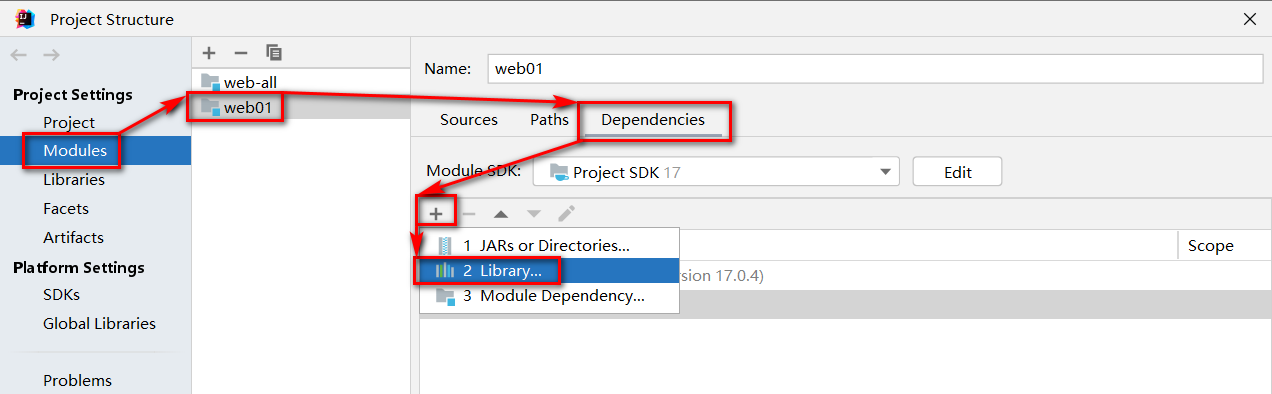 Project Structure
Project Settings
Project
Modules
Libraries
Facets
Artifacts
Platform Settings
SDKs
Global Libraries
Problems
web-all
web01
Name: web01
Sources Paths Dependencies
Module SDK: Project SDK 17 Edit
Scope
1 JARs or Directories...
2 Library...
3 Module Dependency...
17.0.4)